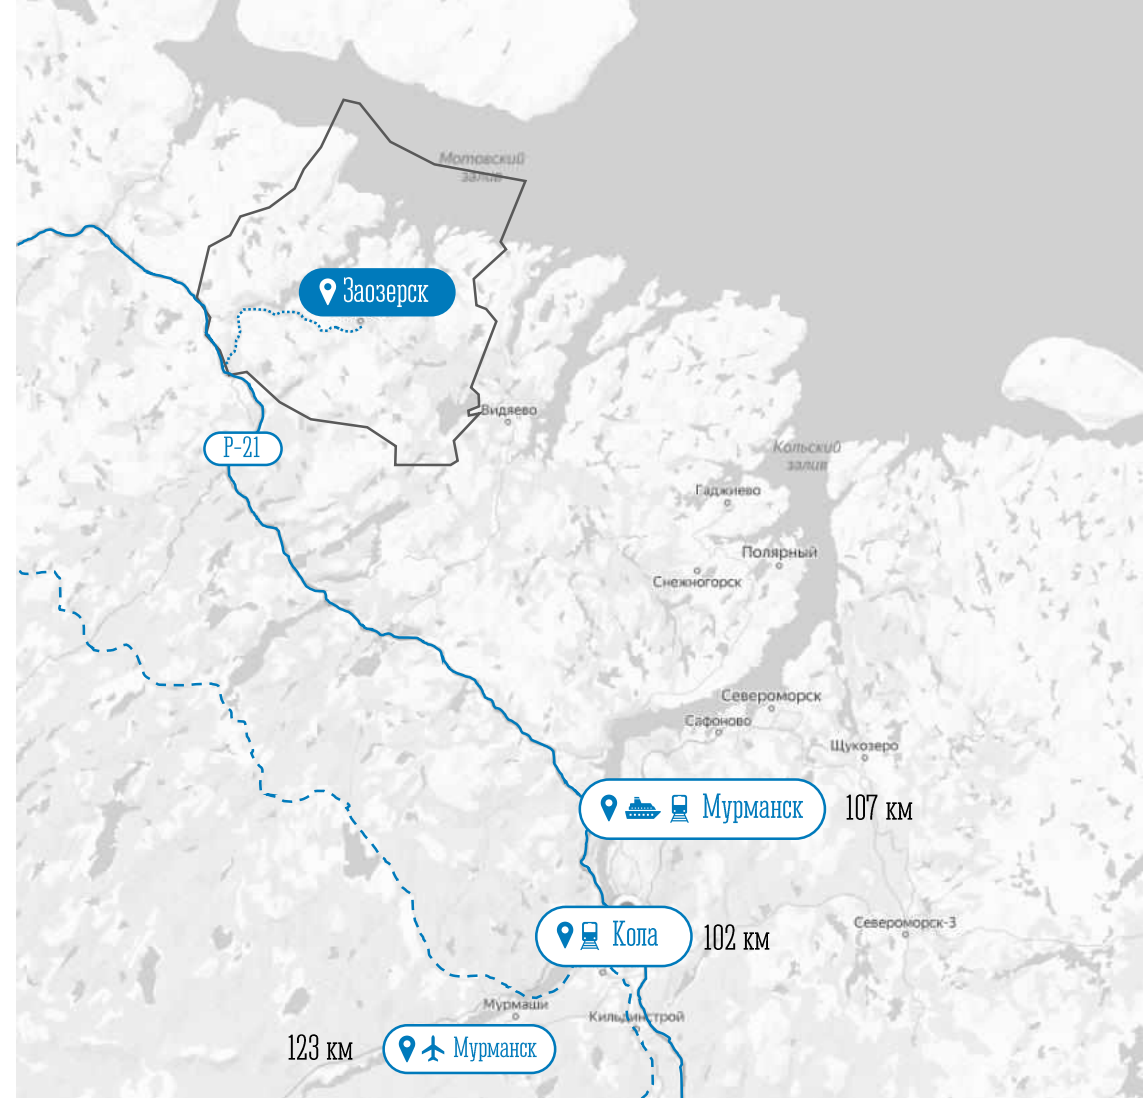 Мотовский
залив
Заозерск
Видяево
Р-21
Кольский
залив
Гаджиево
Полярный
Снежногорск
Североморск
Сафоново
Щукозеро
Мурманск
107 км
Североморск-3
Кола
102 км
Мурмаши
Кильдинстрой
123 км
Мурманск